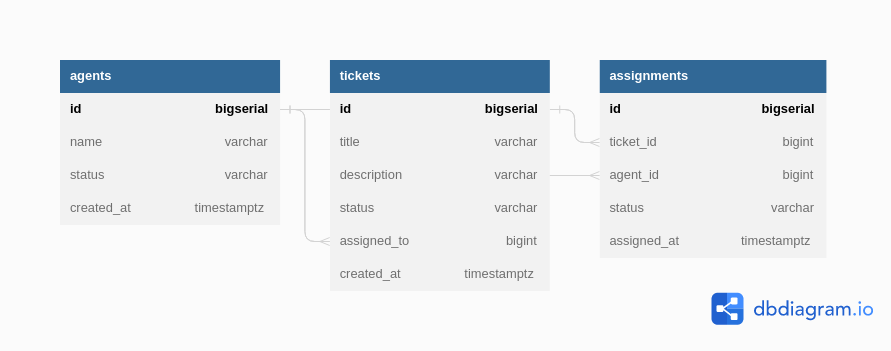 agents
id bigserial
name varchar
status varchar
created_at timestamptz
tickets
id bigserial
title varchar
description varchar
status varchar
assigned_to bigint
created_at timestamptz
assignments
id bigserial
ticket_id bigint
agent_id bigint
status varchar
assigned_at timestamptz
dbdiagram.io